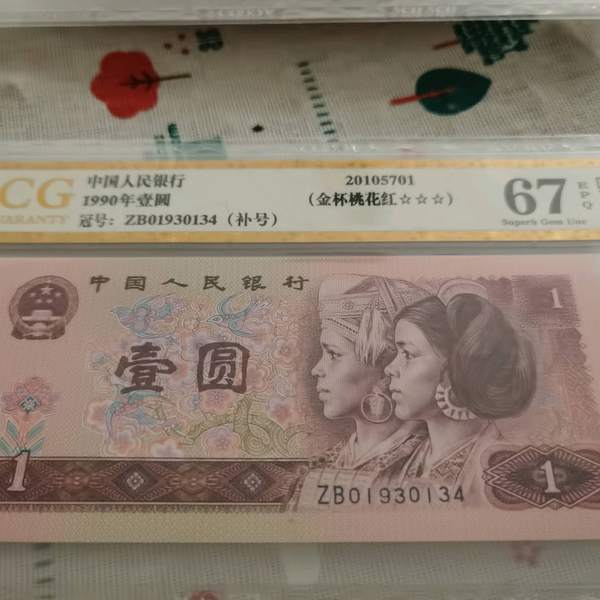 CG
WARRANTY
中国人民银行
1990年壹圆
冠号：ZB01930134（补号）
20105701
（金杯桃花红☆☆☆）
67
EPQ
Superb Gem Unc
中国人民银行
1
壹圆
1
1
ZB01930134